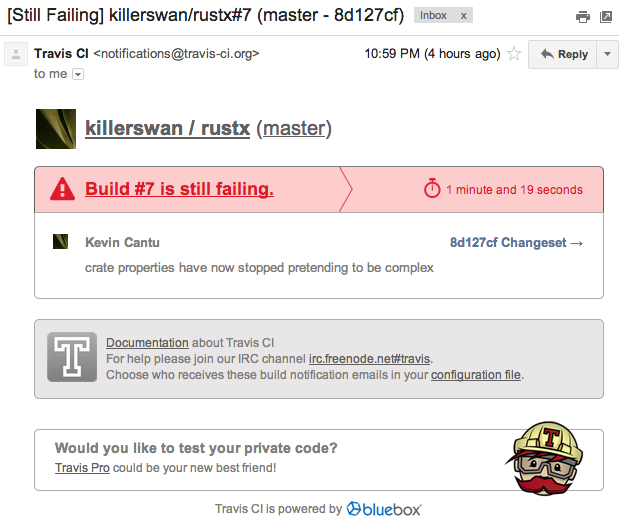 [Still Failing] killerswan/rustx#7 (master - 8d127cf) Inbox x
Travis CI <notifications@travis-ci.org> 10:59 PM (4 hours ago) Reply
to me
killerswan / rustx (master)
Build #7 is still failing. 1 minute and 19 seconds
Kevin Cantu 8d127cf Changeset →
crate properties have now stopped pretending to be complex
T Documentation about Travis CI
For help please join our IRC channel irc.freenode.net#travis.
Choose who receives these build notification emails in your configuration file.
Would you like to test your private code?
Travis Pro could be your new best friend!
T
Travis CI is powered by bluebox